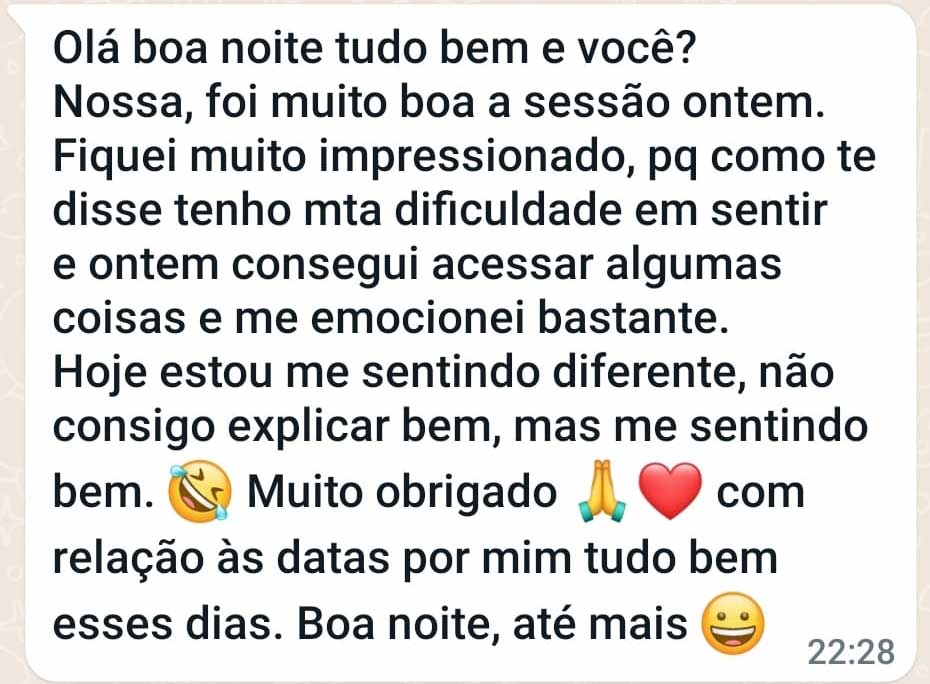 Olá boa noite tudo bem e você?
Nossa, foi muito boa a sessão ontem.
Fiquei muito impressionado, pq como te
disse tenho mta dificuldade em sentir
e ontem consegui acessar algumas
coisas e me emocionei bastante.
Hoje estou me sentindo diferente, não
consigo explicar bem, mas me sentindo
bem. 🤣 Muito obrigado 🙏❤️ com
relação às datas por mim tudo bem
esses dias. Boa noite, até mais 😀
22:28